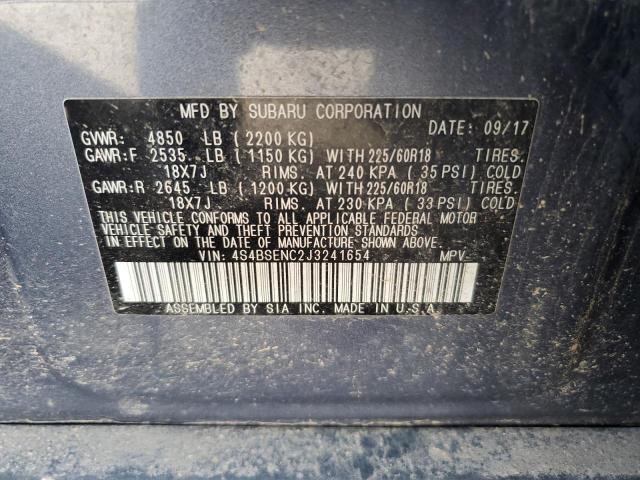 MFD BY SUBARU CORPORATION
GVWR: 4850 LB (2200 KG) DATE: 09/17
GAWR:F 2535 LB (1150 KG) WITH 225/60R18 TIRES.
18X7J RIMS. AT 240 KPA (35 PSI) COLD
GAWR:R 2645 LB (1200 KG) WITH 225/60R18 TIRES.
18X7J RIMS. AT 230 KPA (33 PSI) COLD
THIS VEHICLE CONFORMS TO ALL APPLICABLE FEDERAL MOTOR
VEHICLE SAFETY AND THEFT PREVENTION STANDARDS
IN EFFECT ON THE DATE OF MANUFACTURE SHOWN ABOVE.
VIN: 4S4BSENC2J3241654 MPV
ASSEMBLED BY SIA INC. MADE IN U.S.A.